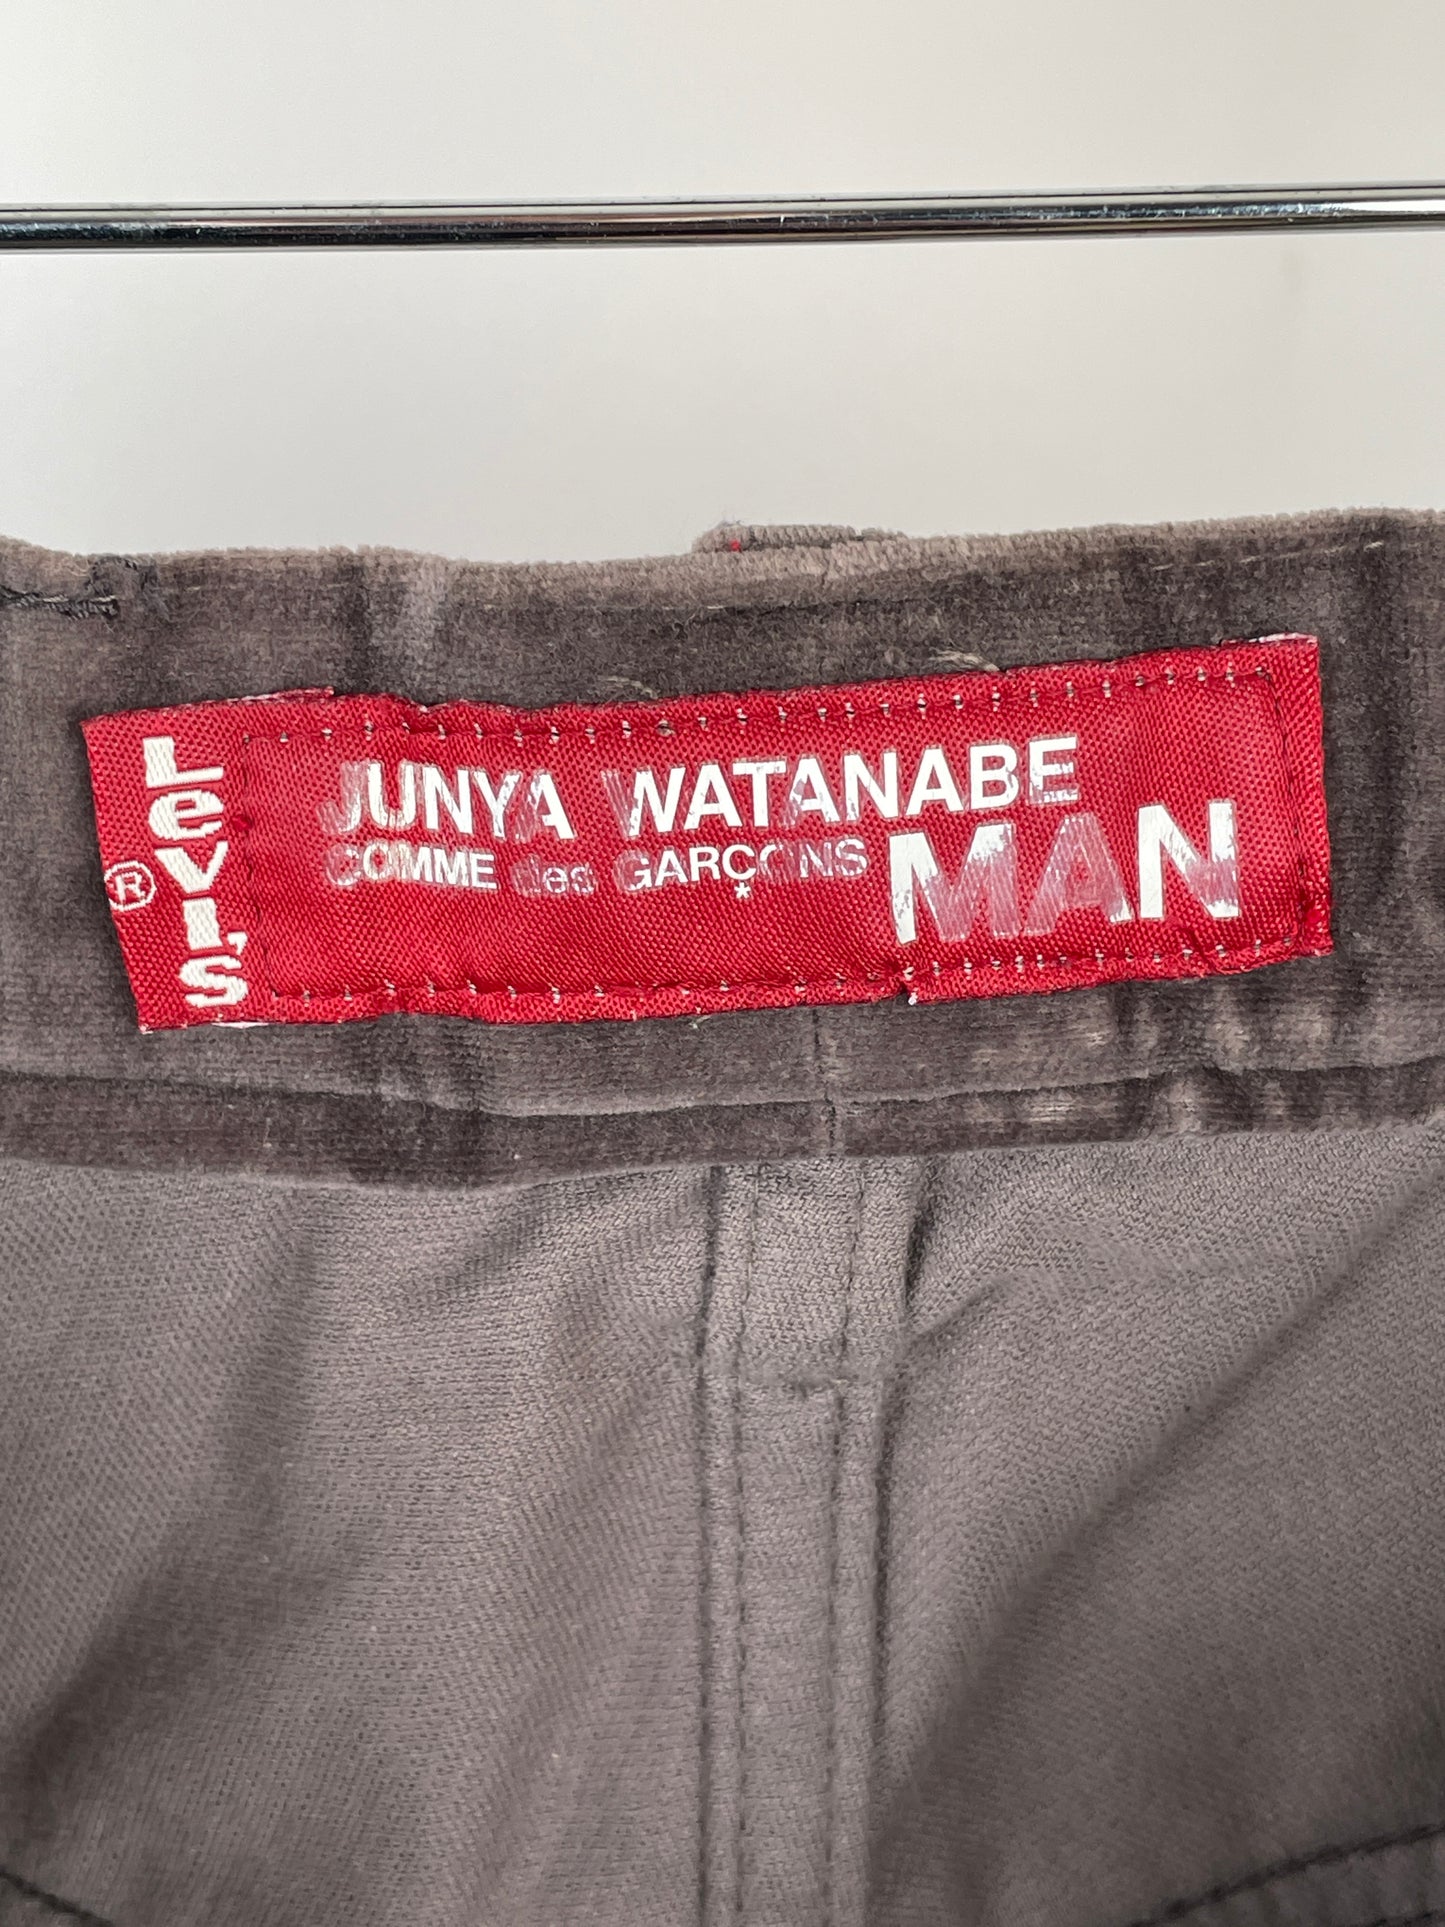 LEVI'S
®
JUNYA WATANABE
COMME des GARÇONS
MAN